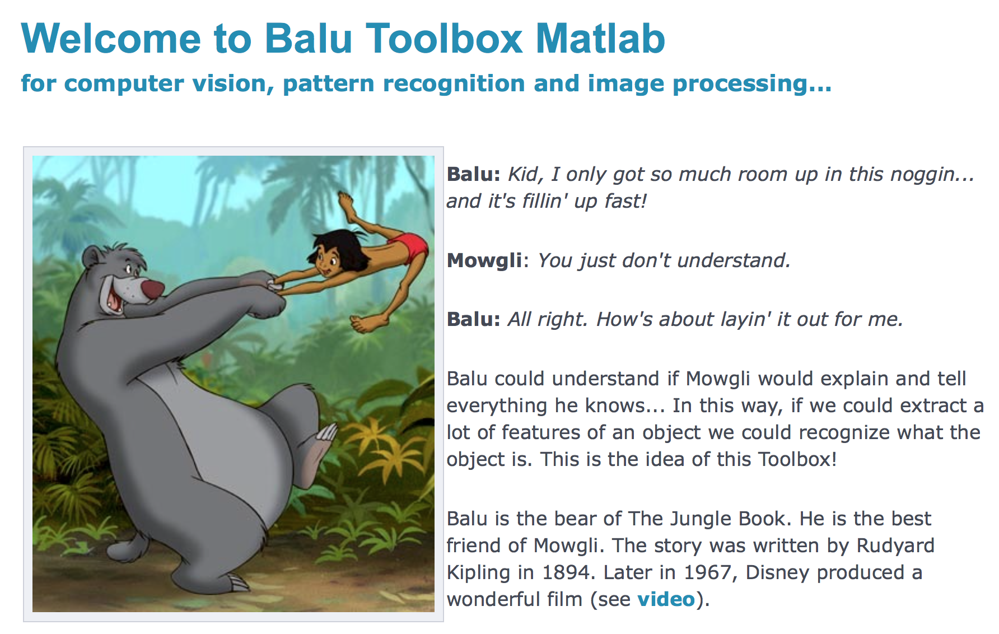 Welcome to Balu Toolbox Matlab
for computer vision, pattern recognition and image processing...
Balu: Kid, I only got so much room up in this noggin...
and it's fillin' up fast!
Mowgli: You just don't understand.
Balu: All right. How's about layin' it out for me.
Balu could understand if Mowgli would explain and tell
everything he knows... In this way, if we could extract a
lot of features of an object we could recognize what the
object is. This is the idea of this Toolbox!
Balu is the bear of The Jungle Book. He is the best
friend of Mowgli. The story was written by Rudyard
Kipling in 1894. Later in 1967, Disney produced a
wonderful film (see video).